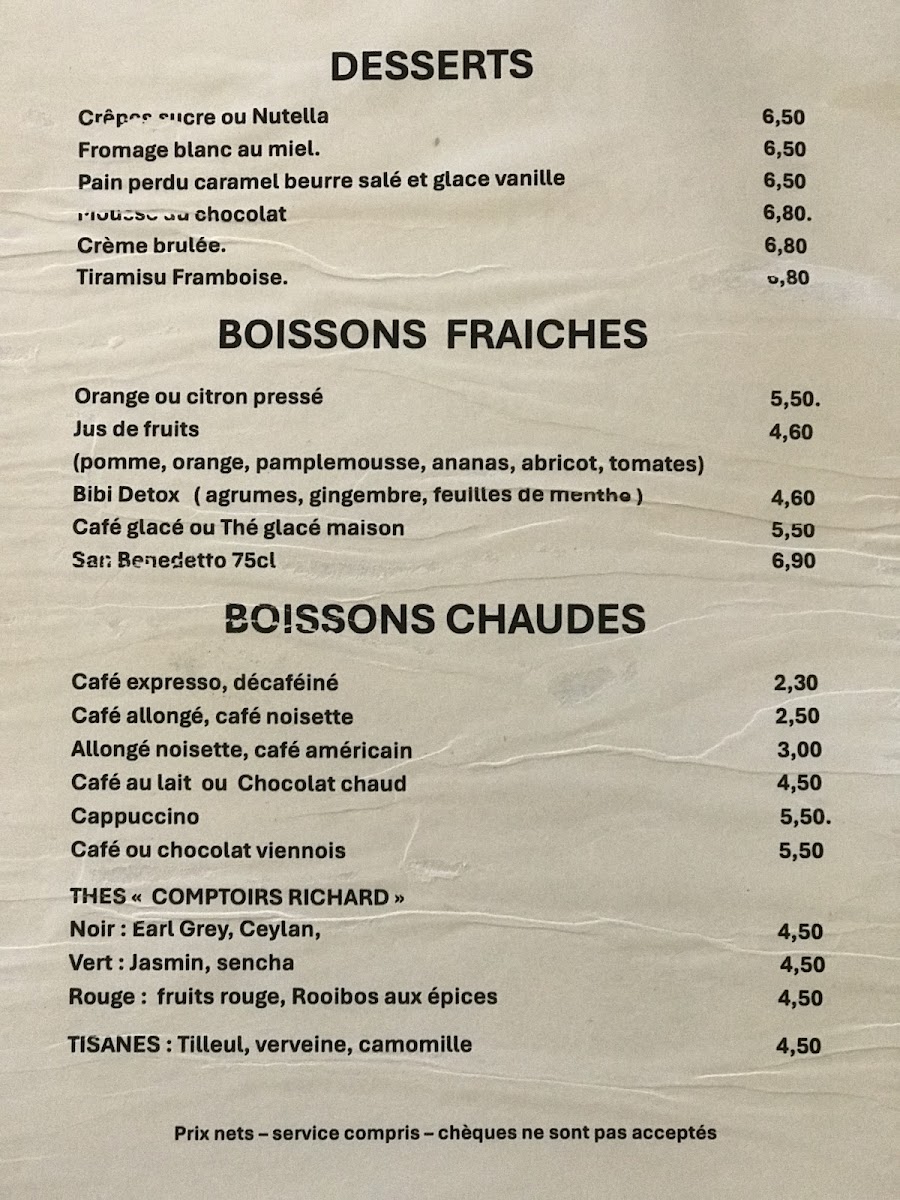 DESSERTS
Crêpes sucre ou Nutella 6,50
Fromage blanc au miel. 6,50
Pain perdu caramel beurre salé et glace vanille 6,50
Mousse au chocolat 6,80.
Crème brulée. 6,80
Tiramisu Framboise. 6,80
BOISSONS FRAICHES
Orange ou citron pressé 5,50.
Jus de fruits 4,60
(pomme, orange, pamplemousse, ananas, abricot, tomates)
Bibi Detox ( agrumes, gingembre, feuilles de menthe ) 4,60
Café glacé ou Thé glacé maison 5,50
San Benedetto 75cl 6,90
BOISSONS CHAUDES
Café expresso, décaféiné 2,30
Café allongé, café noisette 2,50
Allongé noisette, café américain 3,00
Café au lait ou Chocolat chaud 4,50
Cappuccino 5,50.
Café ou chocolat viennois 5,50
THES « COMPTOIRS RICHARD »
Noir : Earl Grey, Ceylan, 4,50
Vert : Jasmin, sencha 4,50
Rouge : fruits rouge, Rooibos aux épices 4,50
TISANES : Tilleul, verveine, camomille 4,50
Prix nets – service compris – chèques ne sont pas acceptés